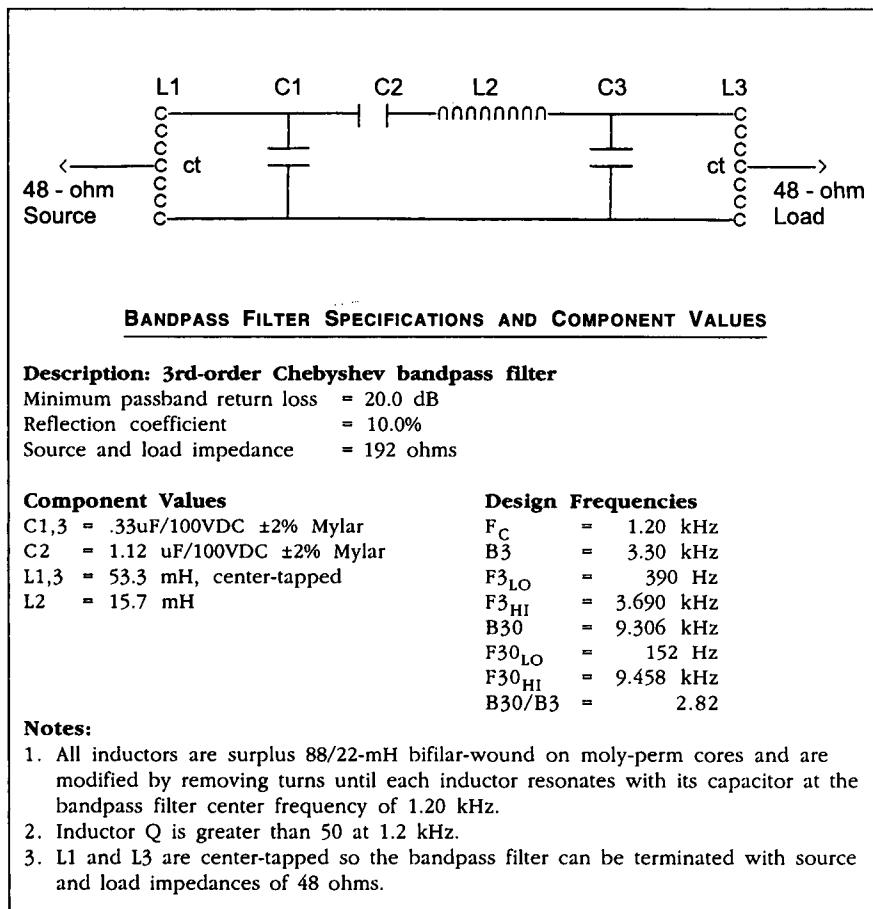 L1 C1 C2 L2 C3 L3
ct ct
48 - ohm 48 - ohm
Source Load
BANDPASS FILTER SPECIFICATIONS AND COMPONENT VALUES
Description: 3rd-order Chebyshev bandpass filter
Minimum passband return loss = 20.0 dB
Reflection coefficient = 10.0%
Source and load impedance = 192 ohms
Component Values
C1,3 = .33uF/100VDC ±2% Mylar
C2 = 1.12 uF/100VDC ±2% Mylar
L1,3 = 53.3 mH, center-tapped
L2 = 15.7 mH
Design Frequencies
FC = 1.20 kHz
B3 = 3.30 kHz
F3LO = 390 Hz
F3HI = 3.690 kHz
B30 = 9.306 kHz
F30LO = 152 Hz
F30HI = 9.458 kHz
B30/B3 = 2.82
Notes:
1. All inductors are surplus 88/22-mH bifilar-wound on moly-perm cores and are
modified by removing turns until each inductor resonates with its capacitor at the
bandpass filter center frequency of 1.20 kHz.
2. Inductor Q is greater than 50 at 1.2 kHz.
3. L1 and L3 are center-tapped so the bandpass filter can be terminated with source
and load impedances of 48 ohms.